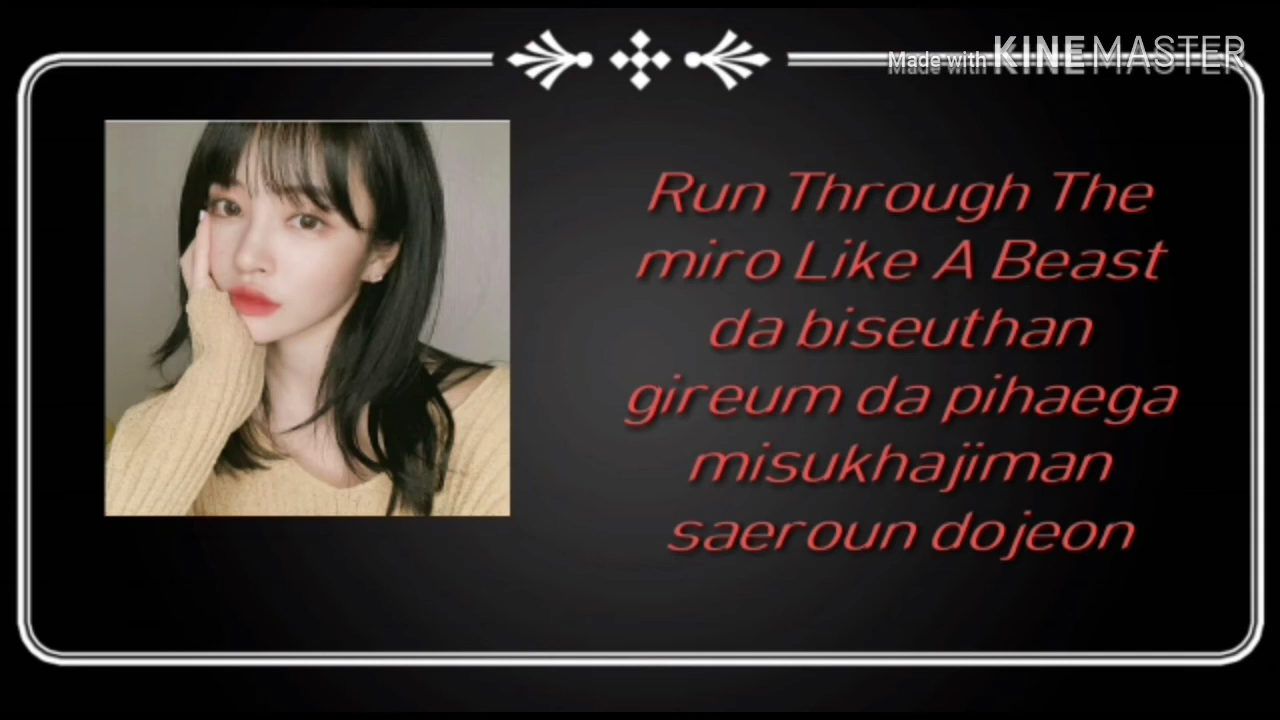 Made with KINEMASTER
Run Through The
miro Like A Beast
da biseuthan
gireum da pihaega
misukhajiman
saeroun dojeon